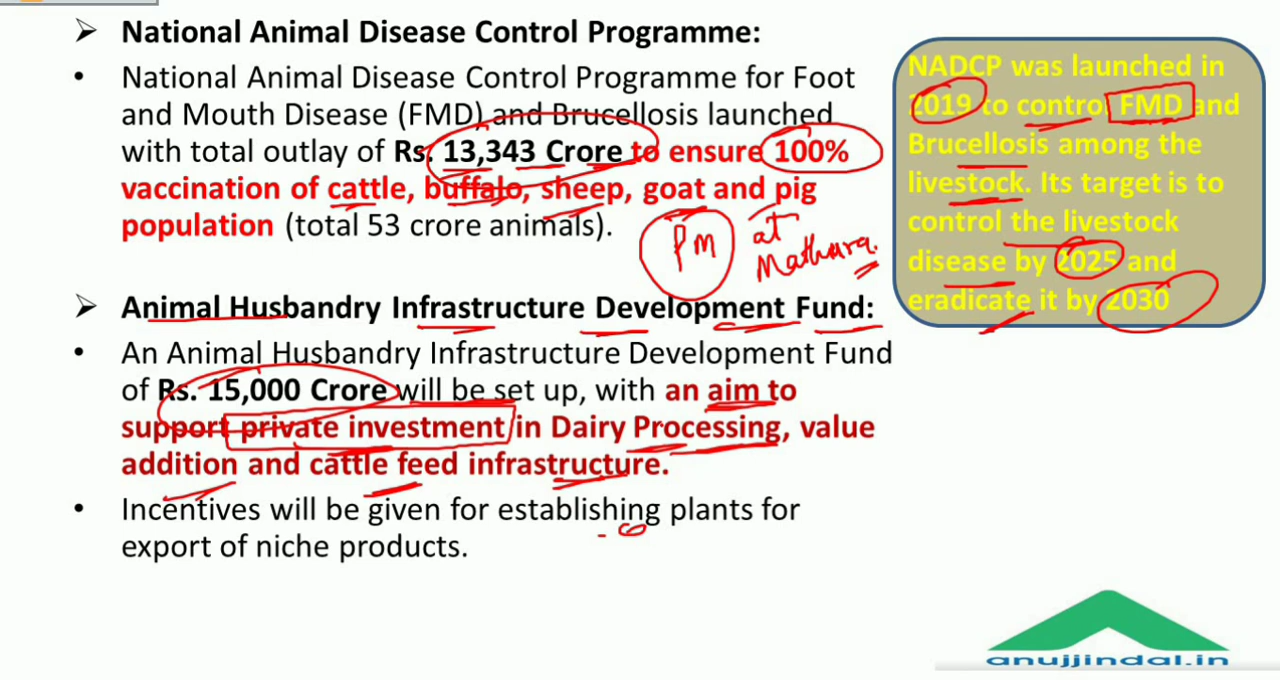 ➢ National Animal Disease Control Programme:
• National Animal Disease Control Programme for Foot
and Mouth Disease (FMD) and Brucellosis launched
with total outlay of Rs. 13,343 Crore to ensure 100%
vaccination of cattle, buffalo, sheep, goat and pig
population (total 53 crore animals).
PM at
Mathura.
➢ Animal Husbandry Infrastructure Development Fund:
• An Animal Husbandry Infrastructure Development Fund
of Rs. 15,000 Crore will be set up, with an aim to
support private investment in Dairy Processing, value
addition and cattle feed infrastructure.
• Incentives will be given for establishing plants for
export of niche products.
NADCP was launched in
2019 to control FMD and
Brucellosis among the
livestock. Its target is to
control the livestock
disease by 2025 and
eradicate it by 2030
anujjindal.in